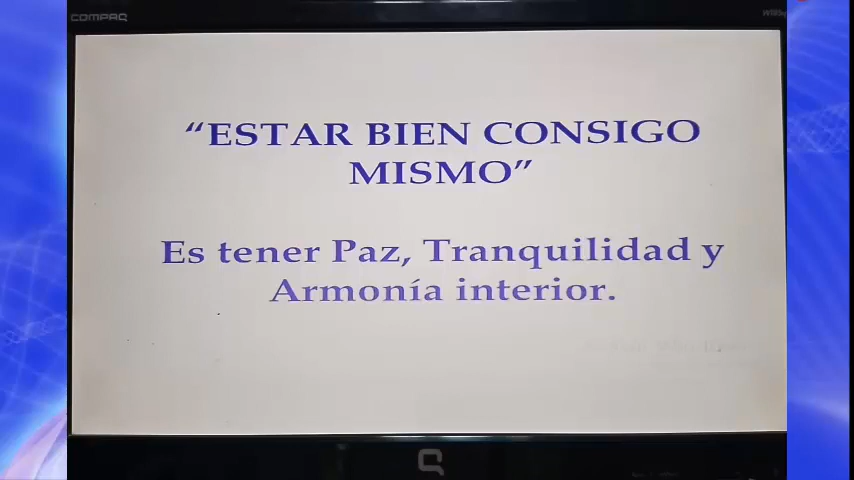 COMPAQ
“ESTAR BIEN CONSIGO
MISMO”
Es tener Paz, Tranquilidad y
Armonía interior.